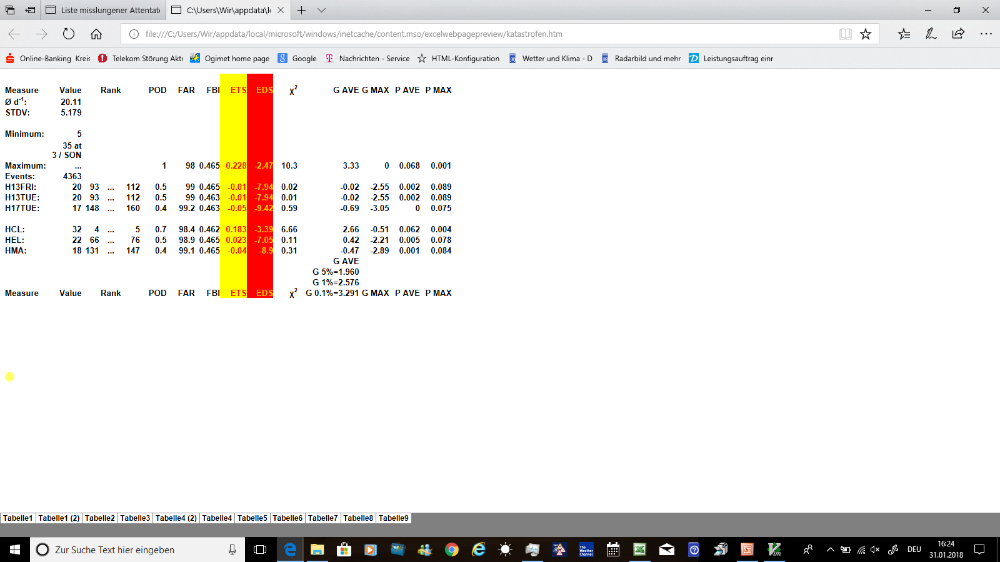 Liste misslungener Attentat
C:\Users\Wir\appdata\l
file:///C:/Users/Wir/appdata/local/microsoft/windows/inetcache/content.mso/excelwebpagepreview/katastrofen.htm
Online-Banking Kreis Telekom Störung Aktu Ogimet home page Google Nachrichten - Service HTML-Konfiguration Wetter und Klima - D Radarbild und mehr Leistungsauftrag einr
Measure Value Rank POD FAR FBI ETS EDS χ² G AVE G MAX P AVE P MAX
Ø d⁻¹: 20.11
STDV: 5.179
Minimum: 5
35 at
3 / SON
Maximum: ... 1 98 0.465 0.228 -2.47 10.3 3.33 0 0.068 0.001
Events: 4363
H13FRI: 20 93 ... 112 0.5 99 0.465 -0.01 -7.94 0.02 -0.02 -2.55 0.002 0.089
H13TUE: 20 93 ... 112 0.5 99 0.463 -0.01 -7.94 0.01 -0.02 -2.55 0.002 0.089
H17TUE: 17 148 ... 160 0.4 99.2 0.463 -0.05 -9.42 0.59 -0.69 -3.05 0 0.075
HCL: 32 4 ... 5 0.7 98.4 0.462 0.183 -3.39 6.66 2.66 -0.51 0.062 0.004
HEL: 22 66 ... 76 0.5 98.9 0.465 0.023 -7.05 0.11 0.42 -2.21 0.005 0.078
HMA: 18 131 ... 147 0.4 99.1 0.465 -0.04 -8.9 0.31 -0.47 -2.89 0.001 0.084
G AVE
G 5%=1.960
G 1%=2.576
Measure Value Rank POD FAR FBI ETS EDS χ² G 0.1%=3.291 G MAX P AVE P MAX
Tabelle1 Tabelle1 (2) Tabelle2 Tabelle3 Tabelle4 (2) Tabelle4 Tabelle5 Tabelle6 Tabelle7 Tabelle8 Tabelle9
Zur Suche Text hier eingeben
The Weather Channel
DEU
16:24
31.01.2018